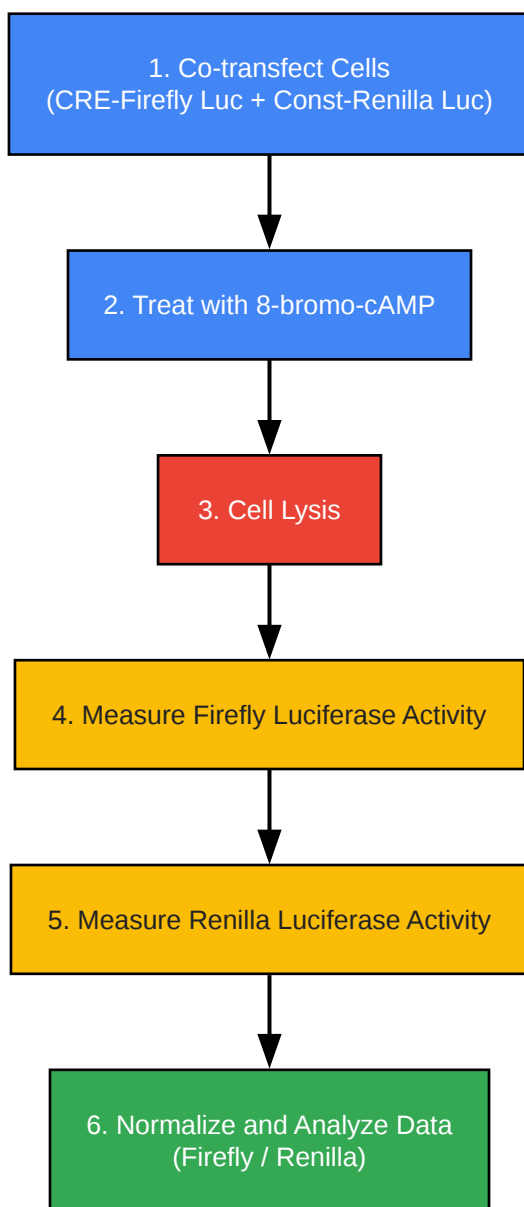 1. Co-transfect Cells
(CRE-Firefly Luc + Const-Renilla Luc)
2. Treat with 8-bromo-cAMP
3. Cell Lysis
4. Measure Firefly Luciferase Activity
5. Measure Renilla Luciferase Activity
6. Normalize and Analyze Data
(Firefly / Renilla)